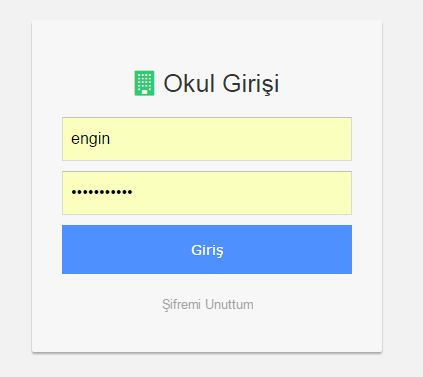 Okul Girişi
engin
•••••••••••
Giriş
Şifremi Unuttum